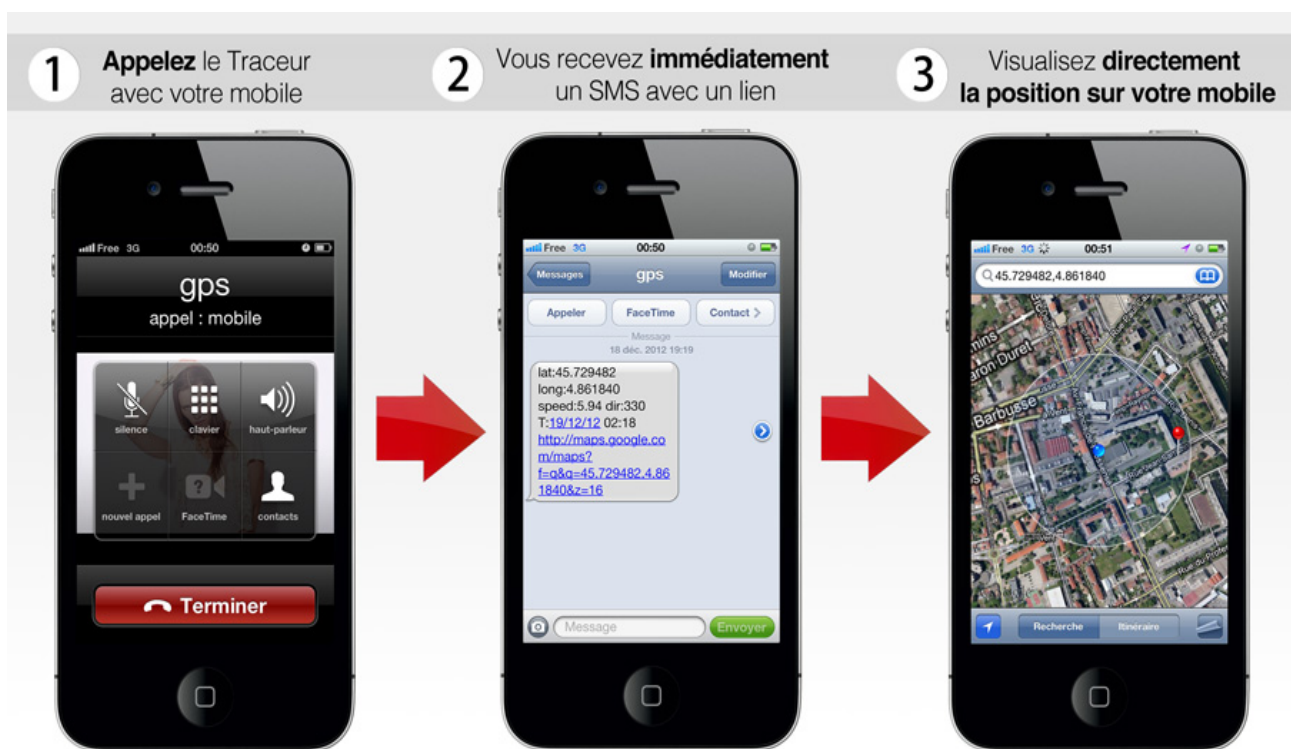 1
Appelez le Traceur
avec votre mobile
2
Vous recevez immédiatement
un SMS avec un lien
3
Visualisez directement
la position sur votre mobile
Free 3G 00:50
gps
appel : mobile
silence clavier haut-parleur
nouvel appel FaceTime contacts
Terminer
Free 3G 00:50
Messages gps Modifier
Appeler FaceTime Contact >
Message
18 déc. 2012 19:19
lat:45.729482
long:4.861840
speed:5.94 dir:330
T:19/12/12 02:18
http://maps.google.co
m/maps?
f=q&q=45.729482,4.86
1840&z=16
Message Envoyer
Free 3G 00:51
45.729482,4.861840
aron Duret
Barbusse
Recherche Itinéraire